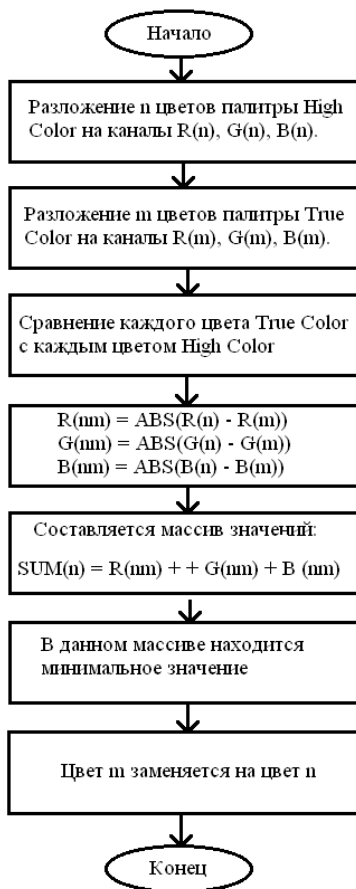 Начало
Разложение n цветов палитры High
Color на каналы R(n), G(n), B(n).
Разложение m цветов палитры True
Color на каналы R(m), G(m), B(m).
Сравнение каждого цвета True Color
с каждым цветом High Color
R(nm) = ABS(R(n) - R(m))
G(nm) = ABS(G(n) - G(m))
B(nm) = ABS(B(n) - B(m))
Составляется массив значений:
SUM(n) = R(nm) + + G(nm) + B (nm)
В данном массиве находится
минимальное значение
Цвет m заменяется на цвет n
Конец